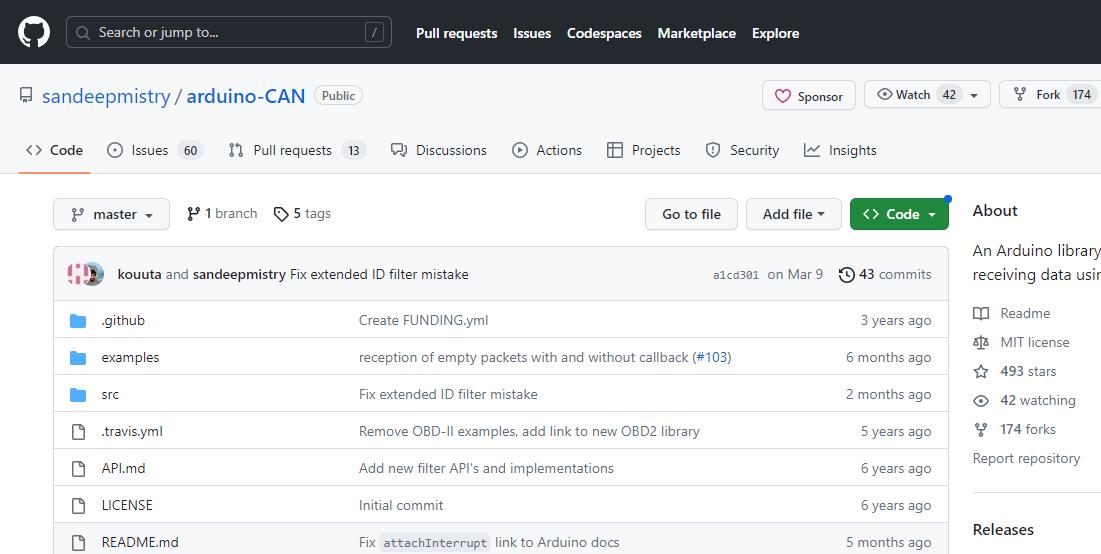 Search or jump to... /
Pull requests Issues Codespaces Marketplace Explore
sandeepmistry / arduino-CAN Public
Sponsor Watch 42 Fork 174
Code Issues 60 Pull requests 13 Discussions Actions Projects Security Insights
master 1 branch 5 tags Go to file Add file Code
kouuta and sandeepmistry Fix extended ID filter mistake a1cd301 on Mar 9 43 commits
.github Create FUNDING.yml 3 years ago
examples reception of empty packets with and without callback (#103) 6 months ago
src Fix extended ID filter mistake 2 months ago
.travis.yml Remove OBD-II examples, add link to new OBD2 library 5 years ago
API.md Add new filter API's and implementations 6 years ago
LICENSE Initial commit 6 years ago
README.md Fix attachInterrupt link to Arduino docs 5 months ago
About
An Arduino library
receiving data usin
Readme
MIT license
493 stars
42 watching
174 forks
Report repository
Releases